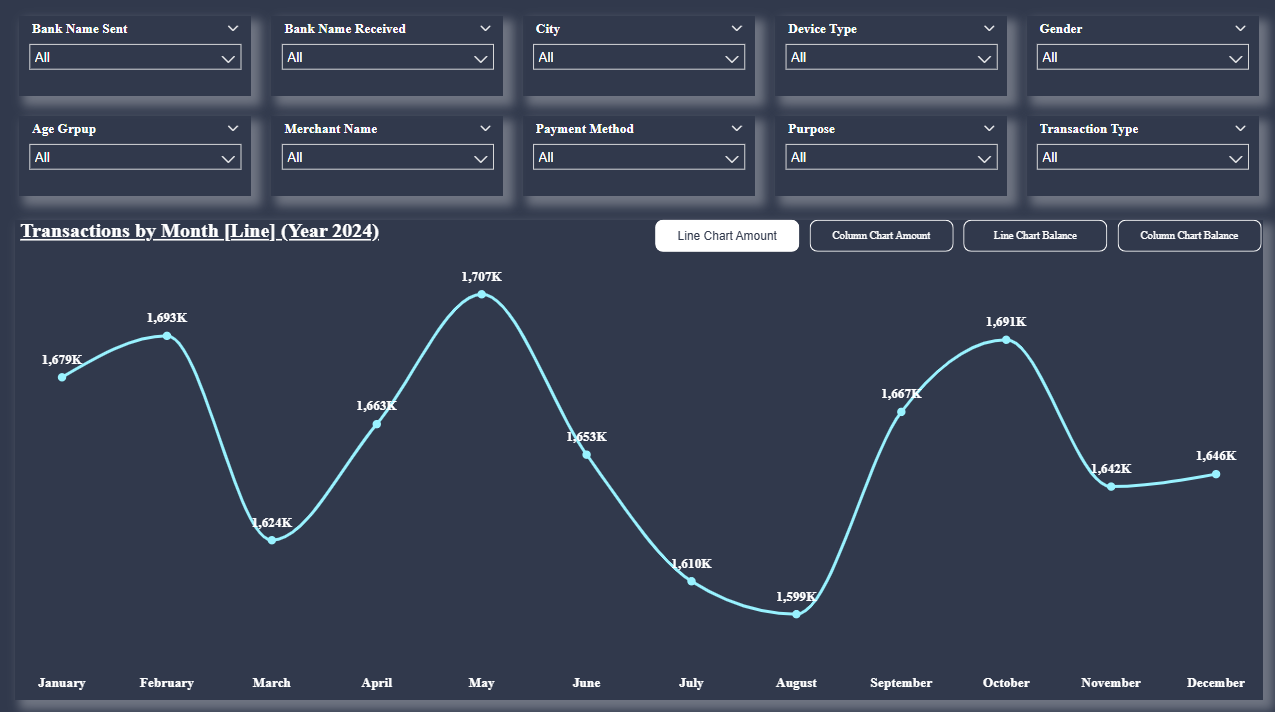 Bank Name Sent
All
Bank Name Received
All
City
All
Device Type
All
Gender
All
Age Grpup
All
Merchant Name
All
Payment Method
All
Purpose
All
Transaction Type
All
Transactions by Month [Line] (Year 2024)
Line Chart Amount
Column Chart Amount
Line Chart Balance
Column Chart Balance
1,679K
1,693K
1,624K
1,663K
1,707K
1,653K
1,610K
1,599K
1,667K
1,691K
1,642K
1,646K
January
February
March
April
May
June
July
August
September
October
November
December